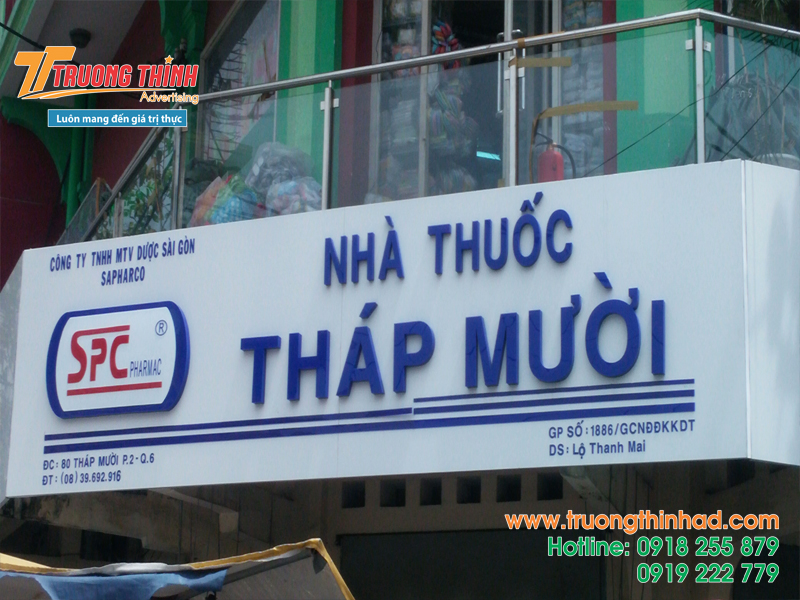 TRUONG THINH
Advertising
Luôn mang đến giá trị thực
CÔNG TY TNHH MTV DƯỢC SÀI GÒN
SAPHARCO
NHÀ THUỐC
THÁP MƯỜI
SPC PHARMAC ®
ĐC: 80 THÁP MƯỜI P.2-Q.6
ĐT: (08) 39.692.916
GP SỐ: 1886/GCNĐĐKKDT
DS: Lộ Thanh Mai
www.truongthinhad.com
Hotline: 0918 255 879
0919 222 779